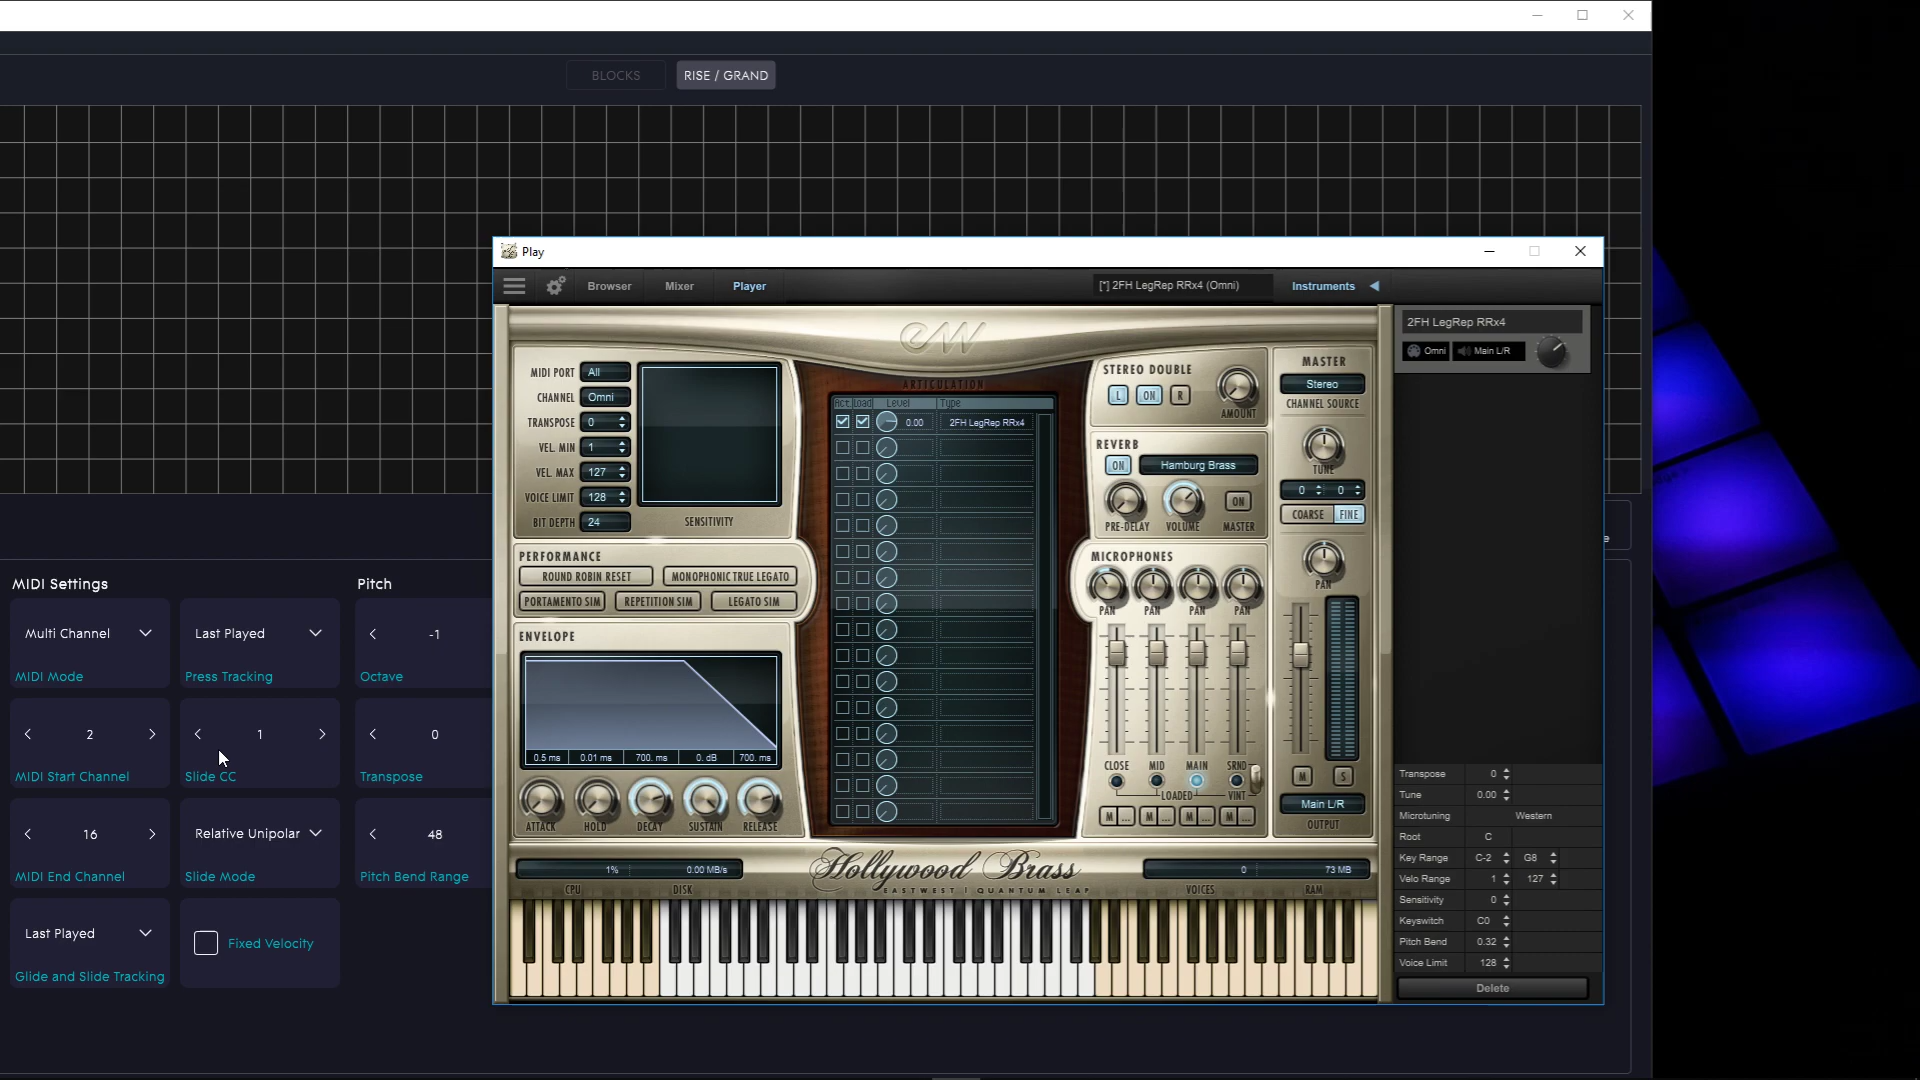 BLOCKS
RISE / GRAND
Play
Browser
Mixer
Player
[*] 2FH LegRep RRx4 (Omni)
Instruments
2FH LegRep RRx4
Omni
Main L/R
MIDI PORT All
CHANNEL Omni
TRANSPOSE 0
VEL. MIN 1
VEL. MAX 127
VOICE LIMIT 128
BIT DEPTH 24
SENSITIVITY
PERFORMANCE
ROUND ROBIN RESET
MONOPHONIC TRUE LEGATO
PORTAMENTO SIM
REPETITION SIM
LEGATO SIM
ENVELOPE
0.5 ms
0.01 ms
700. ms
0. dB
700. ms
ATTACK
HOLD
DECAY
SUSTAIN
RELEASE
ARTICULATION
Act Load Level Type
0.00 2FH LegRep RRx4
STEREO DOUBLE
L
ON
R
AMOUNT
REVERB
ON
Hamburg Brass
ON
PRE-DELAY
VOLUME
MASTER
MICROPHONES
PAN
PAN
PAN
PAN
CLOSE
MID
MAIN
SRND
LOADED
VINT
M ...
M ...
M ...
M ...
MASTER
Stereo
CHANNEL SOURCE
TUNE
0
0
COARSE
FINE
PAN
M
S
Main L/R
OUTPUT
1%
0.00 MB/s
CPU
DISK
Hollywood Brass
EASTWEST | QUANTUM LEAP
0
73 MB
VOICES
RAM
Transpose 0
Tune 0.00
Microtuning Western
Root C
Key Range C-2 G8
Velo Range 1 127
Sensitivity 0
Keyswitch C0
Pitch Bend 0.32
Voice Limit 128
Delete
MIDI Settings
Pitch
Multi Channel
MIDI Mode
Last Played
Press Tracking
-1
Octave
2
MIDI Start Channel
1
Slide CC
0
Transpose
16
MIDI End Channel
Relative Unipolar
Slide Mode
48
Pitch Bend Range
Last Played
Glide and Slide Tracking
Fixed Velocity